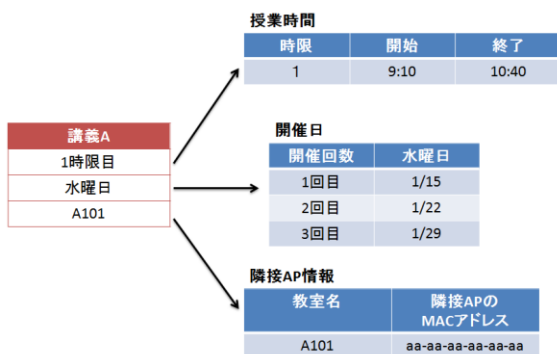 授業時間
時限 開始 終了
1 9:10 10:40
講義A
1時限目
水曜日
A101
開催日
開催回数 水曜日
1回目 1/15
2回目 1/22
3回目 1/29
隣接AP情報
教室名 隣接APの
MACアドレス
A101 aa-aa-aa-aa-aa-aa